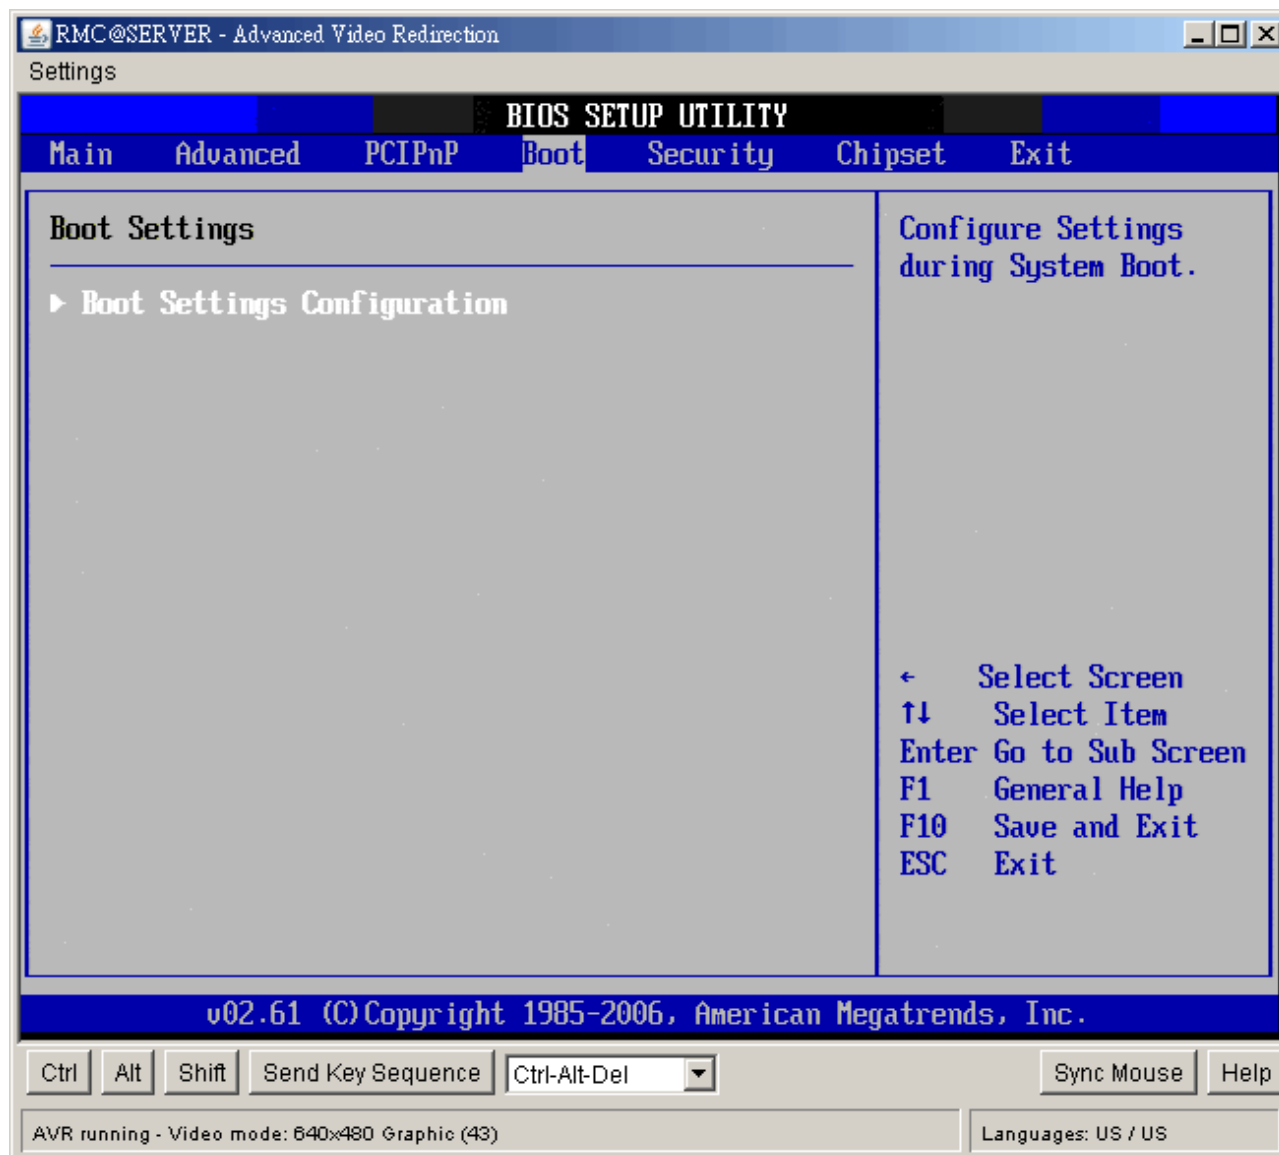 RMC@SERVER - Advanced Video Redirection
Settings
BIOS SETUP UTILITY
Main Advanced PCIPnP Boot Security Chipset Exit
Boot Settings
Boot Settings Configuration
Configure Settings
during System Boot.
← Select Screen
↑↓ Select Item
Enter Go to Sub Screen
F1 General Help
F10 Save and Exit
ESC Exit
v02.61 (C)Copyright 1985-2006, American Megatrends, Inc.
Ctrl Alt Shift Send Key Sequence Ctrl-Alt-Del Sync Mouse Help
AVR running - Video mode: 640x480 Graphic (43) Languages: US / US